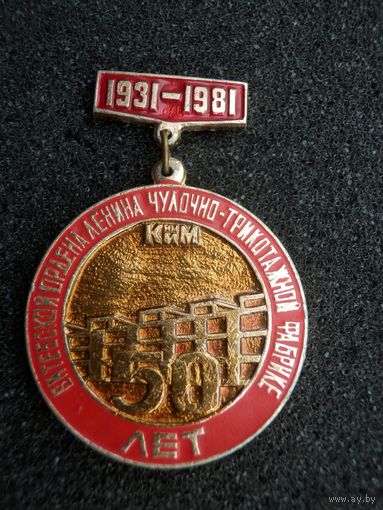 1931-1981
ВИТЕБСКОЙ ОРДЕНА ЛЕНИНА ЧУЛОЧНО-ТРИКОТАЖНОЙ ФАБРИКЕ
КИМ
50
ЛЕТ
www.ay.by